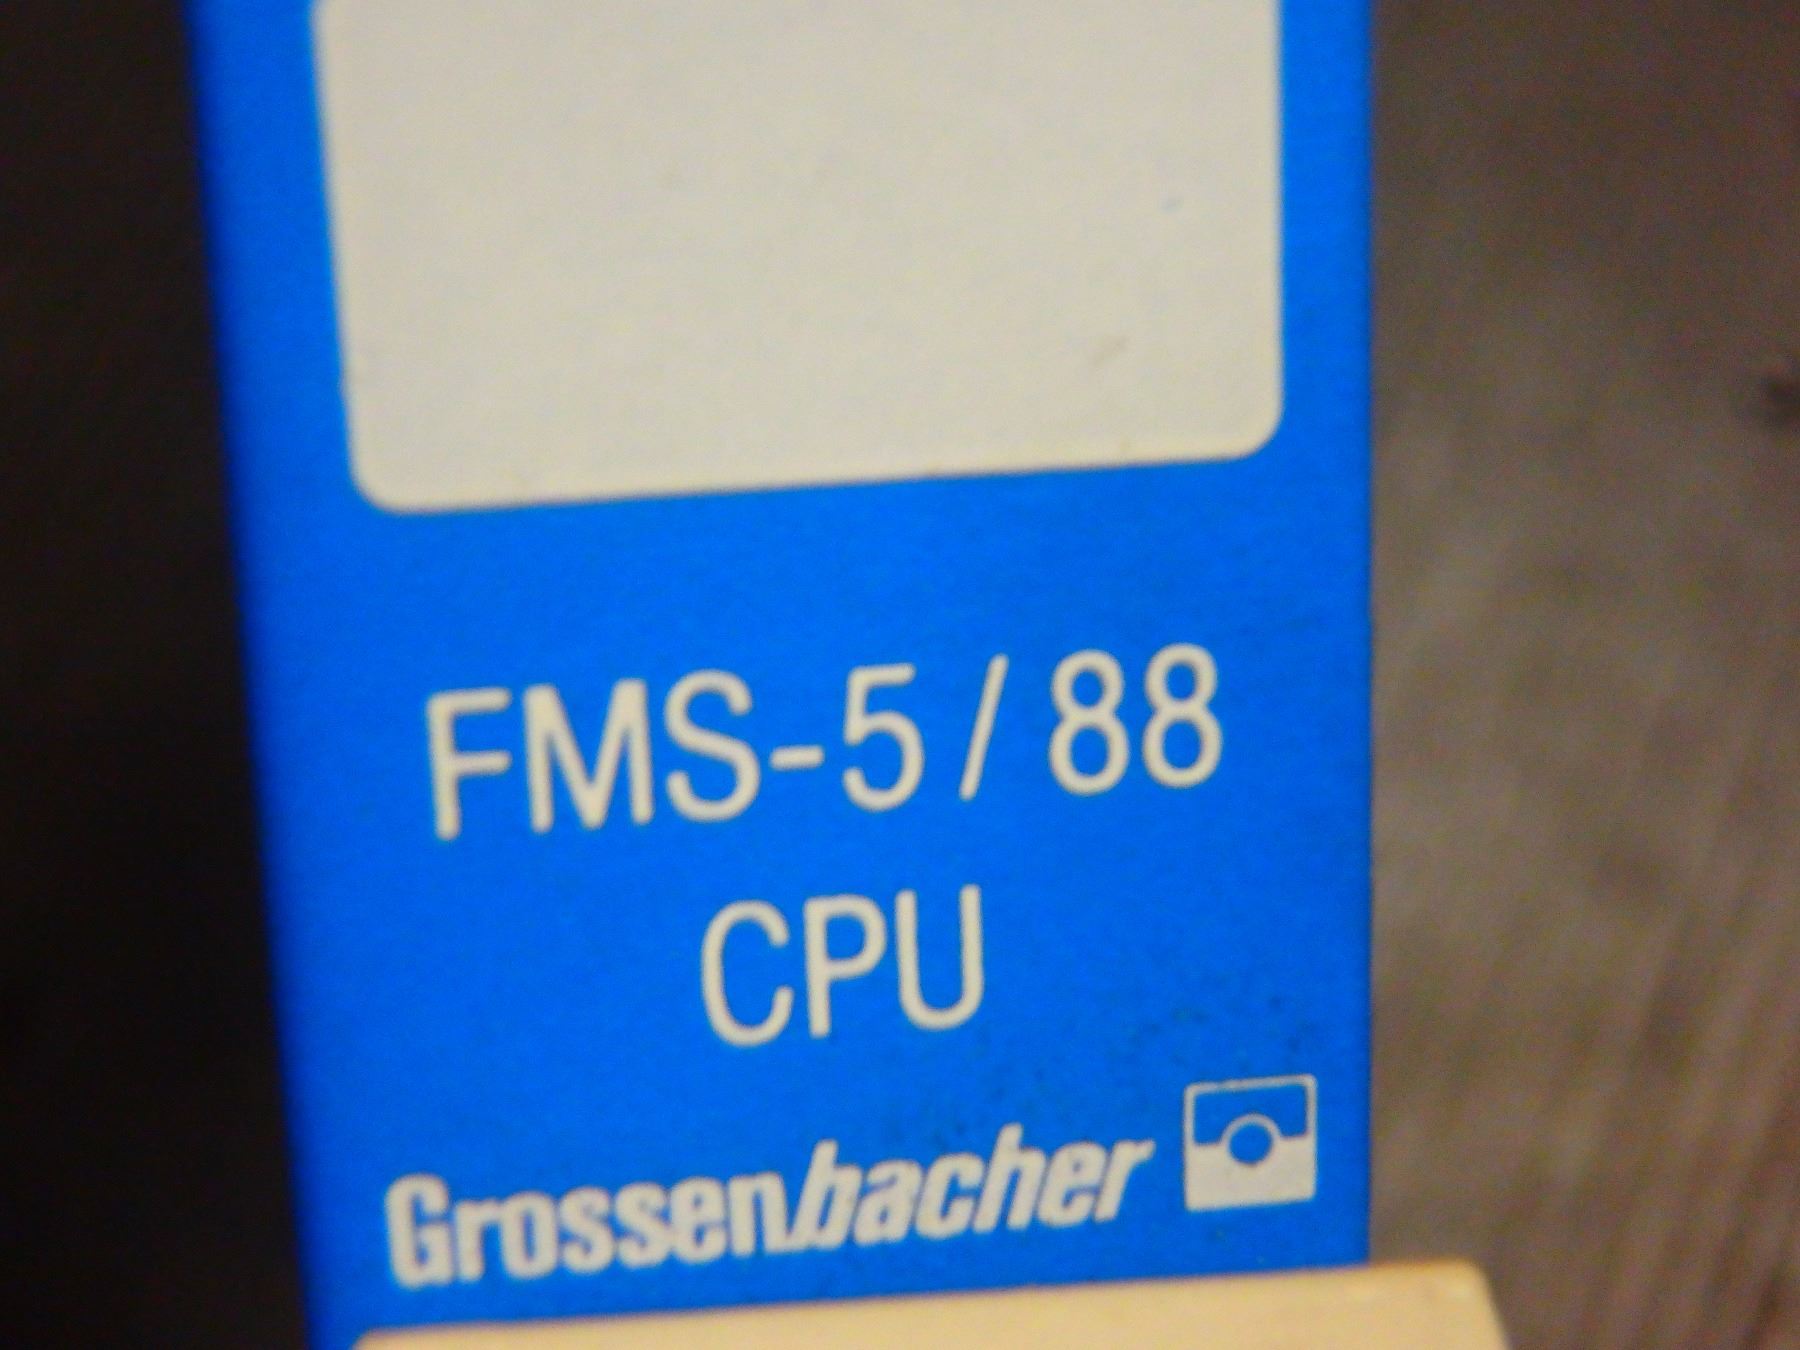 FMS-5 / 88
CPU
Grossenbacher